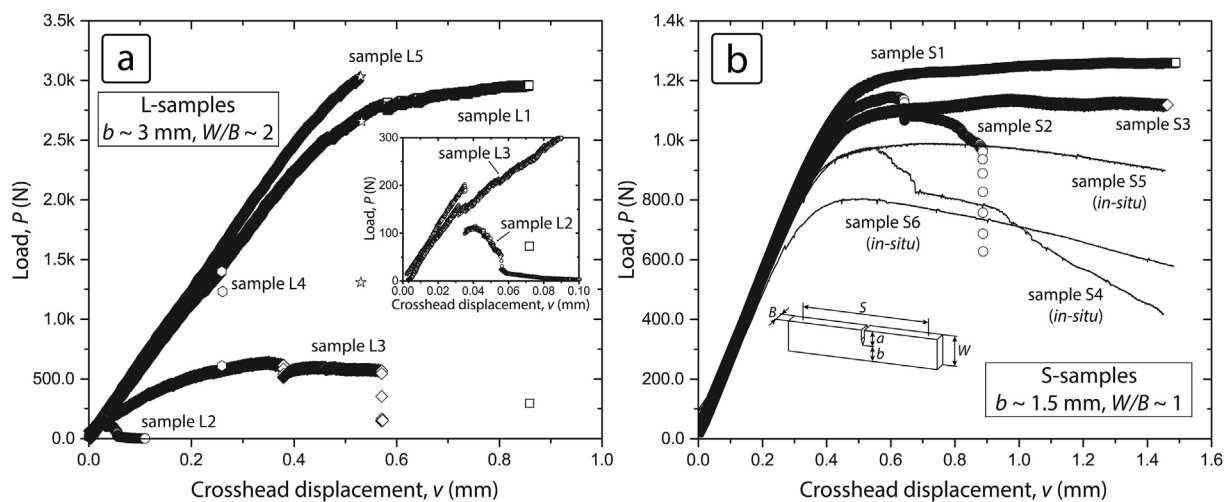 a
L-samples
b ~ 3 mm, W/B ~ 2
3.5k
3.0k
2.5k
2.0k
1.5k
1.0k
500.0
0.0
Load, P (N)
0.0 0.2 0.4 0.6 0.8 1.0
Crosshead displacement, v (mm)
sample L5
sample L1
sample L4
sample L3
sample L2
300
200
100
0
Load, P (N)
sample L3
sample L2
0.00 0.02 0.04 0.06 0.08 0.10
Crosshead displacement, v (mm)
b
1.4k
1.2k
1.0k
800.0
600.0
400.0
200.0
0.0
Load, P (N)
0.0 0.2 0.4 0.6 0.8 1.0 1.2 1.4 1.6
Crosshead displacement, v (mm)
sample S1
sample S2
sample S3
sample S5
(in-situ)
sample S6
(in-situ)
sample S4
(in-situ)
B
S
a
b
W
S-samples
b ~ 1.5 mm, W/B ~ 1